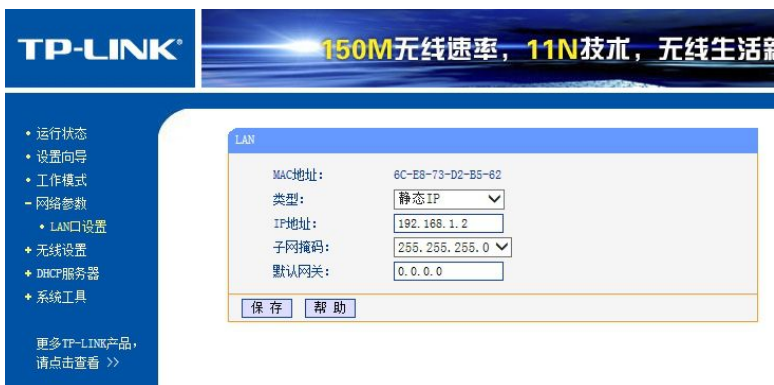 TP-LINK®
150M无线速率，11N技术，无线生活新
• 运行状态
• 设置向导
• 工作模式
- 网络参数
• LAN口设置
+ 无线设置
+ DHCP服务器
+ 系统工具
更多TP-LINK产品，
请点击查看 >>
LAN
MAC地址： 6C-E8-73-D2-B5-62
类型： 静态IP
IP地址： 192.168.1.2
子网掩码： 255.255.255.0
默认网关： 0.0.0.0
保 存 帮 助